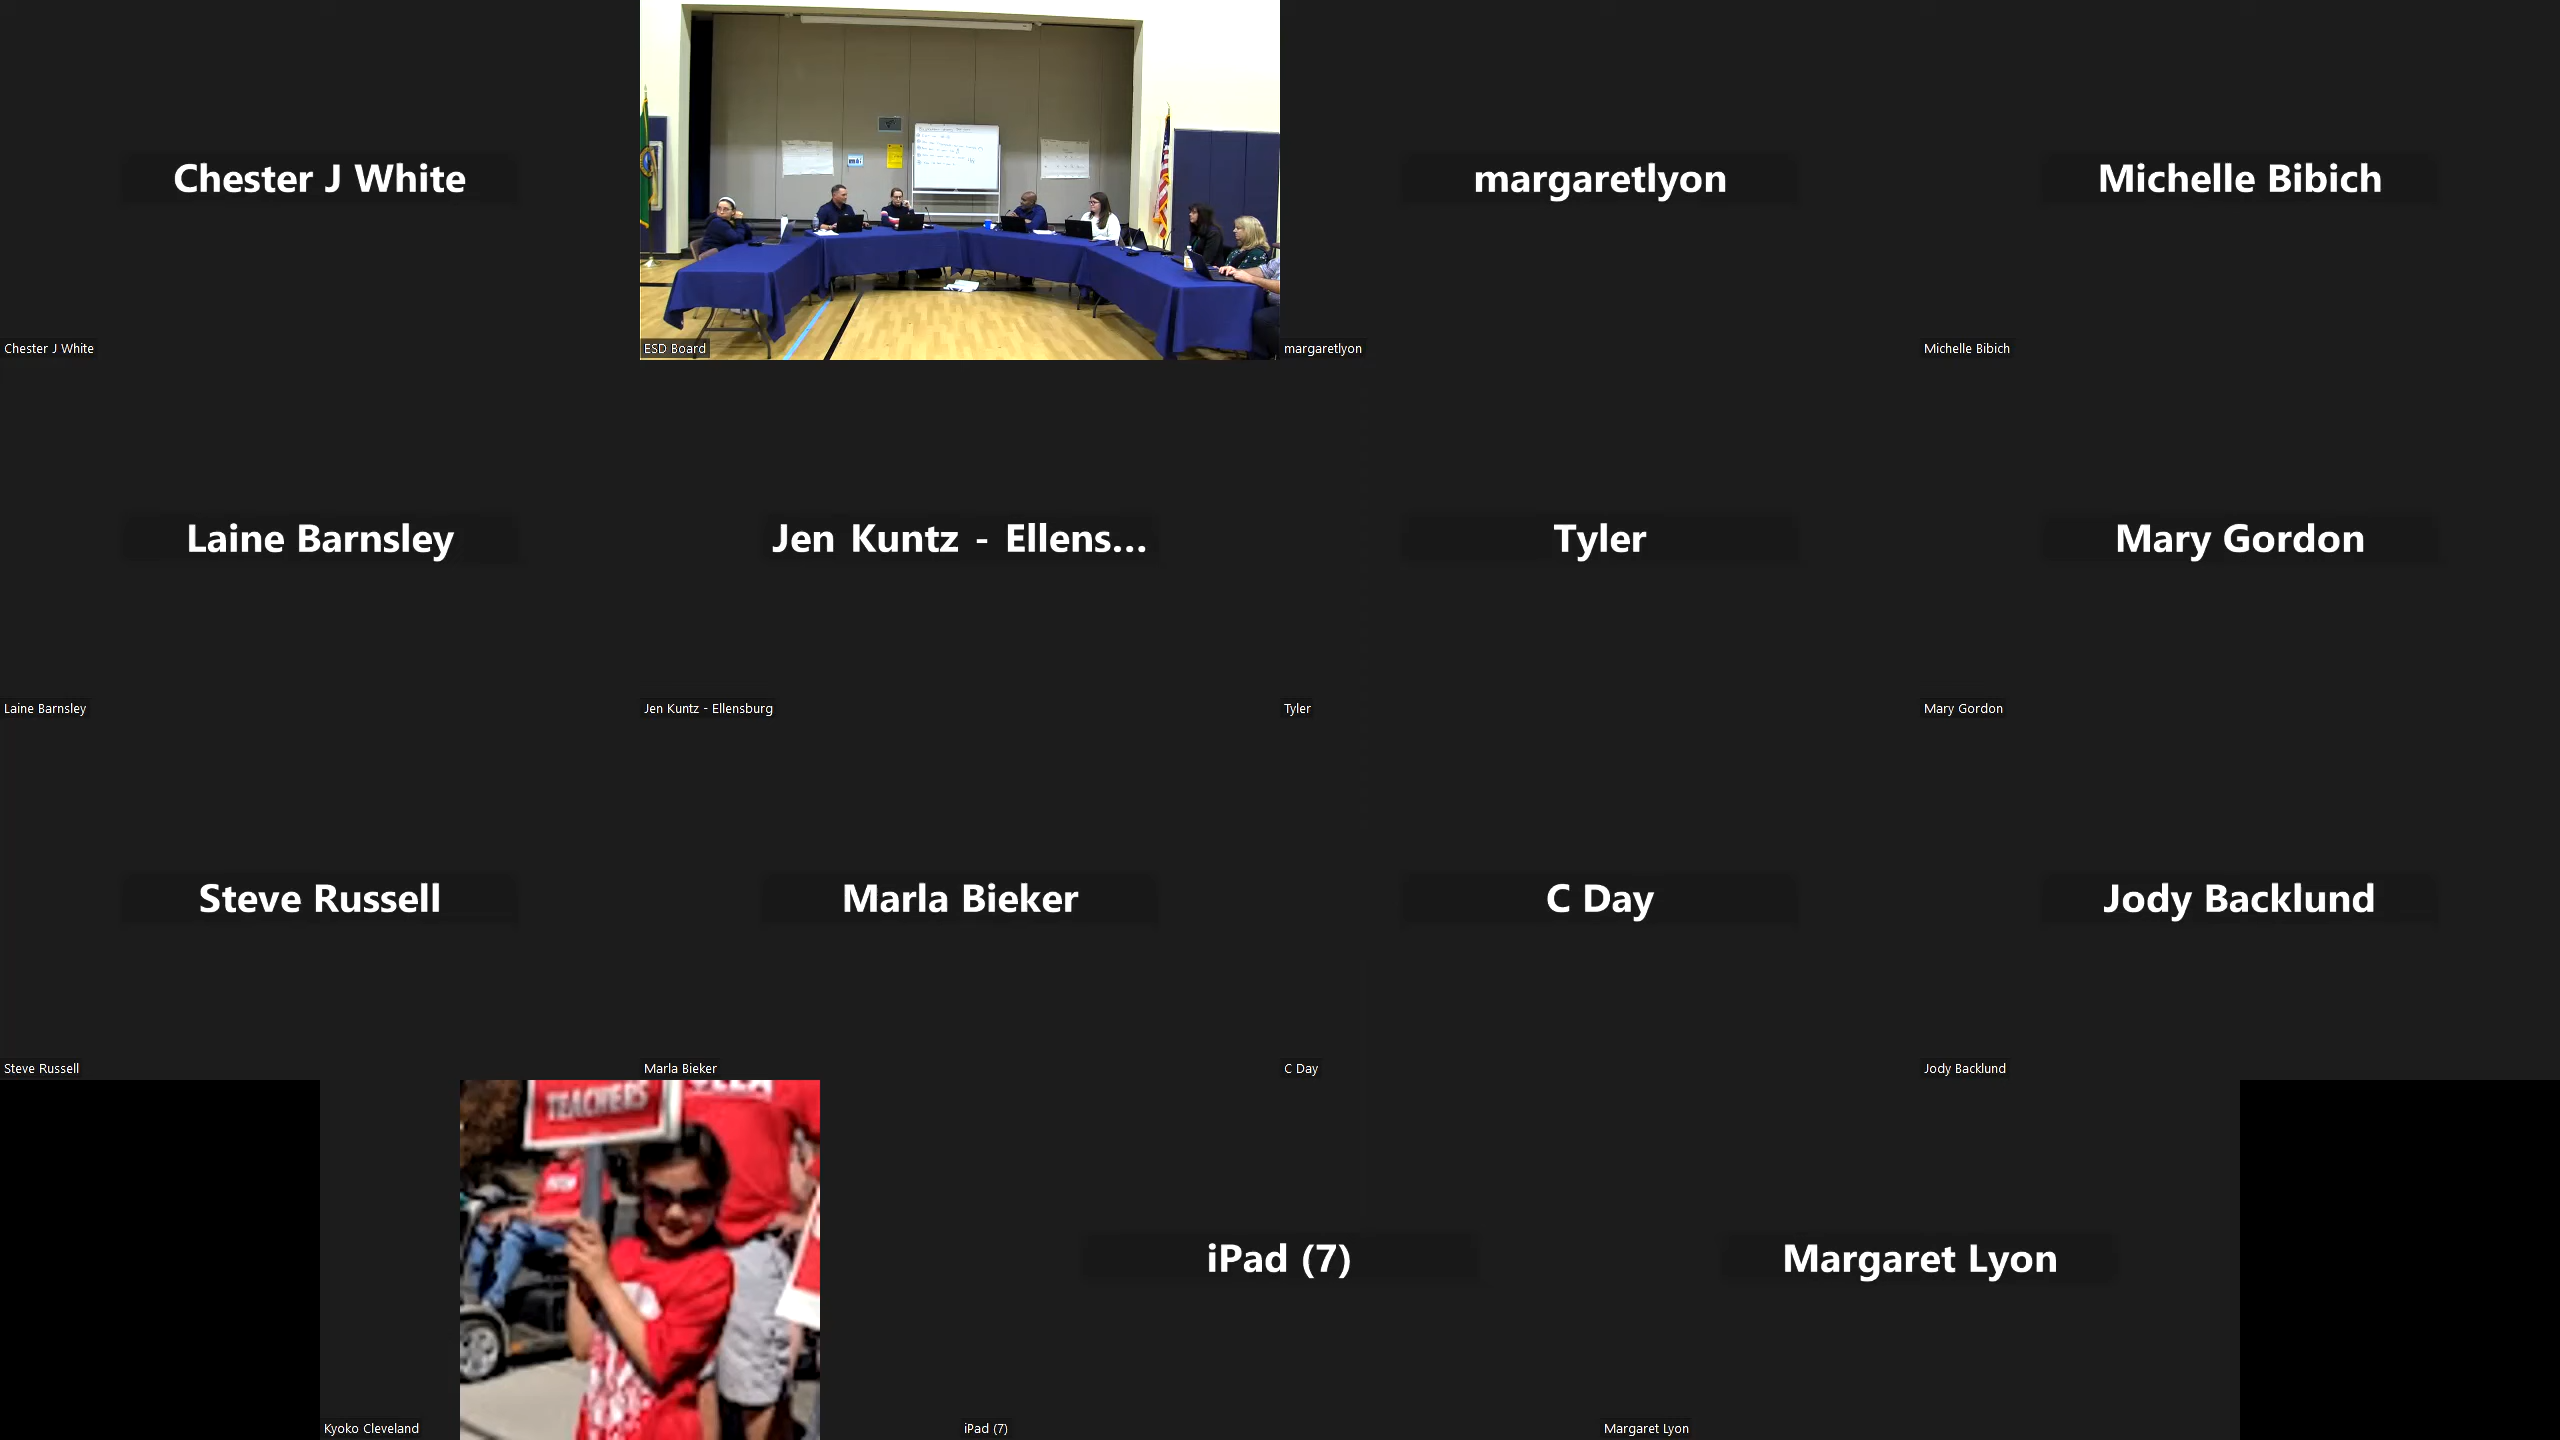 Chester J White
margaretlyon
Michelle Bibich
Chester J White
ESD Board
margaretlyon
Michelle Bibich
Laine Barnsley
Jen Kuntz - Ellens...
Tyler
Mary Gordon
Laine Barnsley
Jen Kuntz - Ellensburg
Tyler
Mary Gordon
Steve Russell
Marla Bieker
C Day
Jody Backlund
Steve Russell
Marla Bieker
C Day
Jody Backlund
TEACHERS
iPad (7)
Margaret Lyon
Kyoko Cleveland
iPad (7)
Margaret Lyon